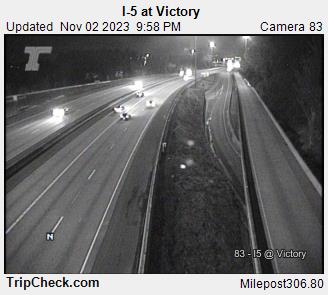 I-5 at Victory
Updated Nov 02 2023 9:58 PM Camera 83
T
N
83 - I5 @ Victory
TripCheck.com Milepost306.80